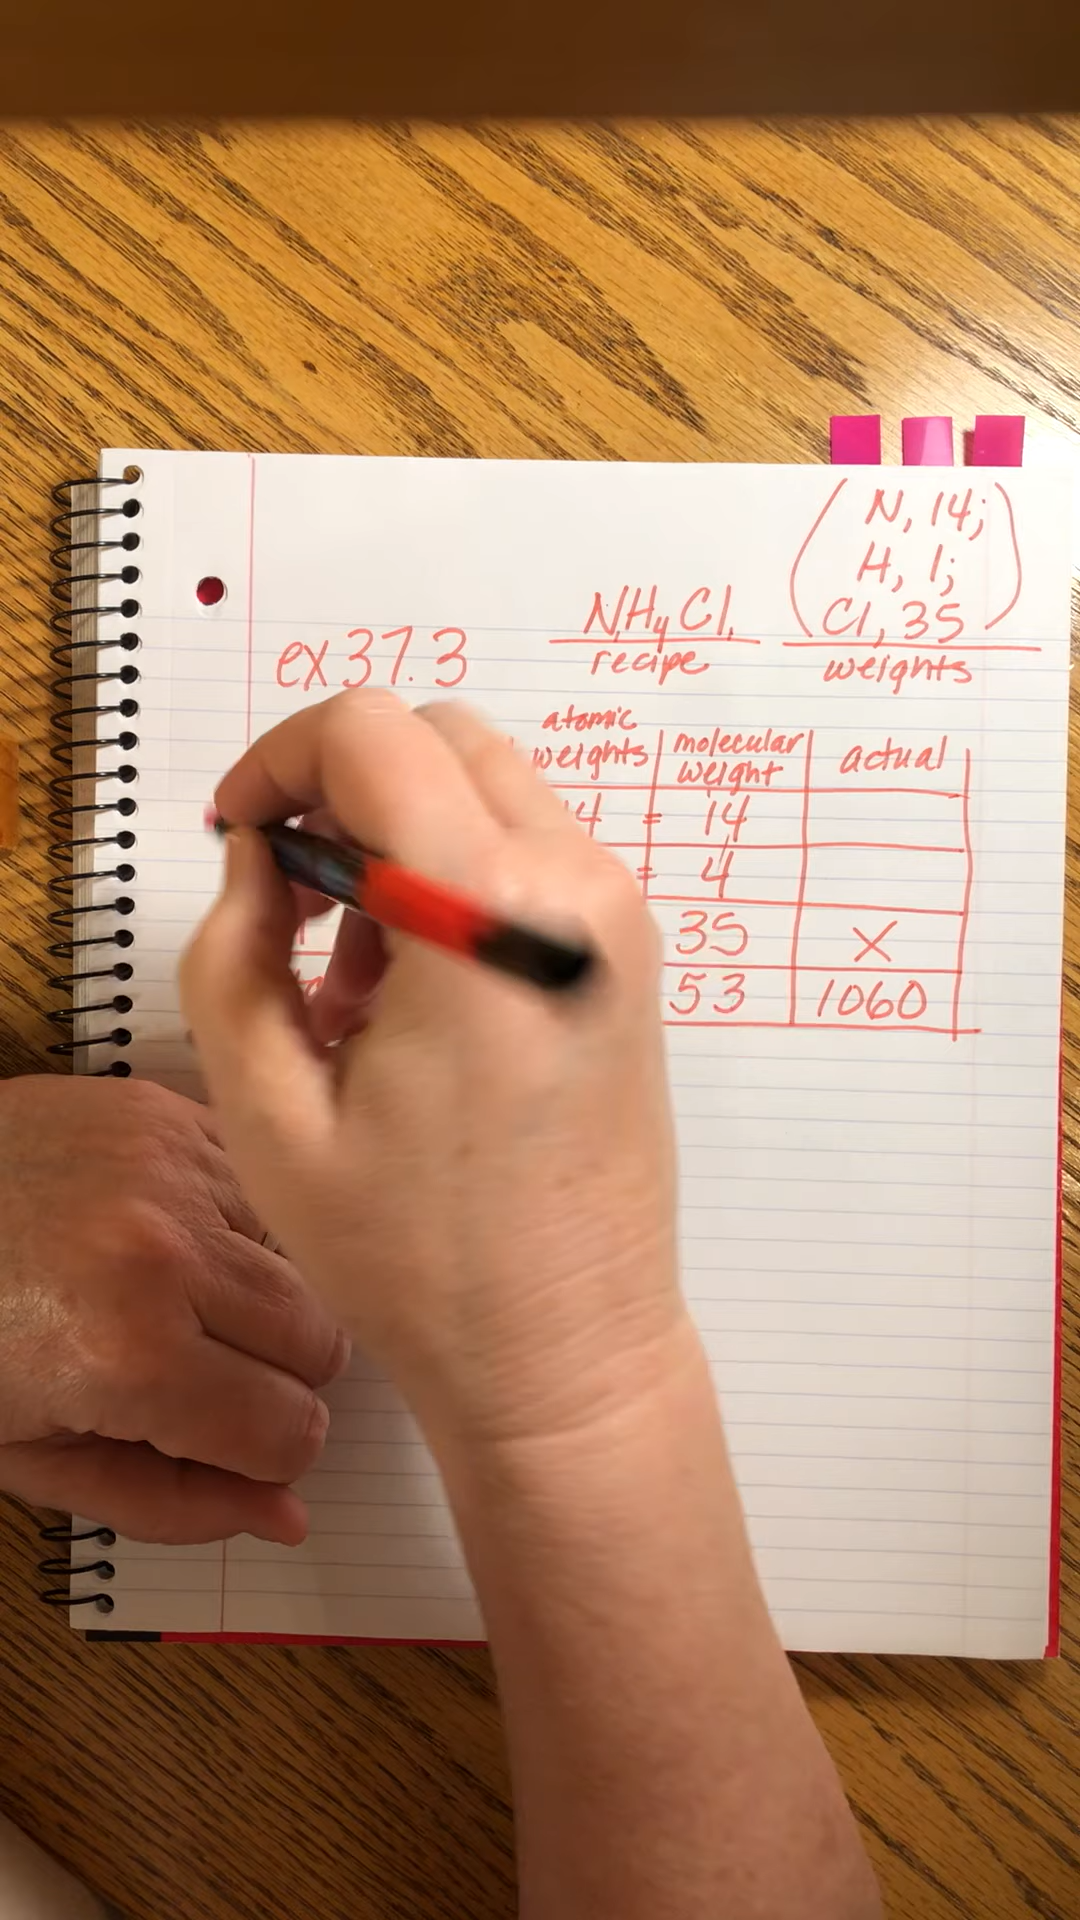 N, 14;
H, 1;
NH4Cl Cl, 35
recipe weights
ex 37.3
atomic weights molecular weight actual
= 14
= 4
35 X
53 1060